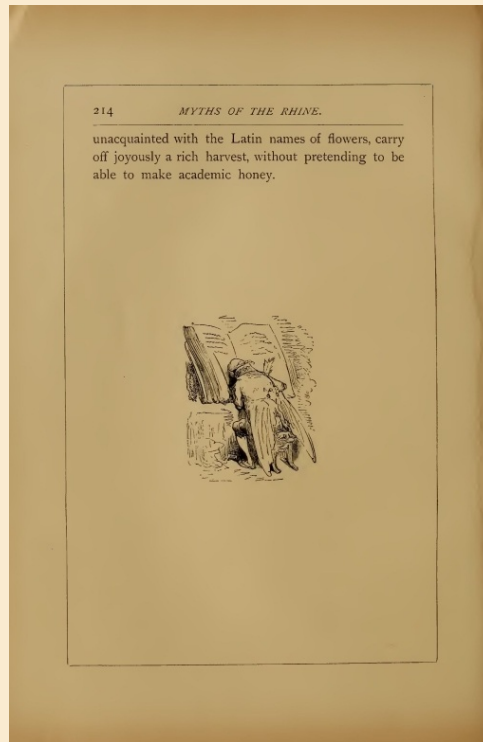 214 MYTHS OF THE RHINE.
unacquainted with the Latin names of flowers, carry
off joyously a rich harvest, without pretending to be
able to make academic honey.